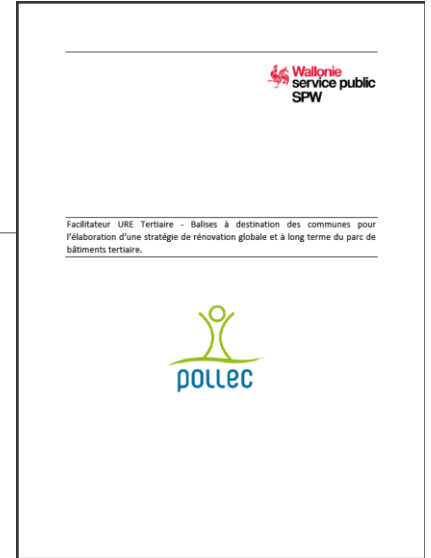 Wallonie
service public
SPW
Facilitateur URE Tertiaire - Balises à destination des communes pour
l'élaboration d'une stratégie de rénovation globale et à long terme du parc de
bâtiments tertiaire.
pollec